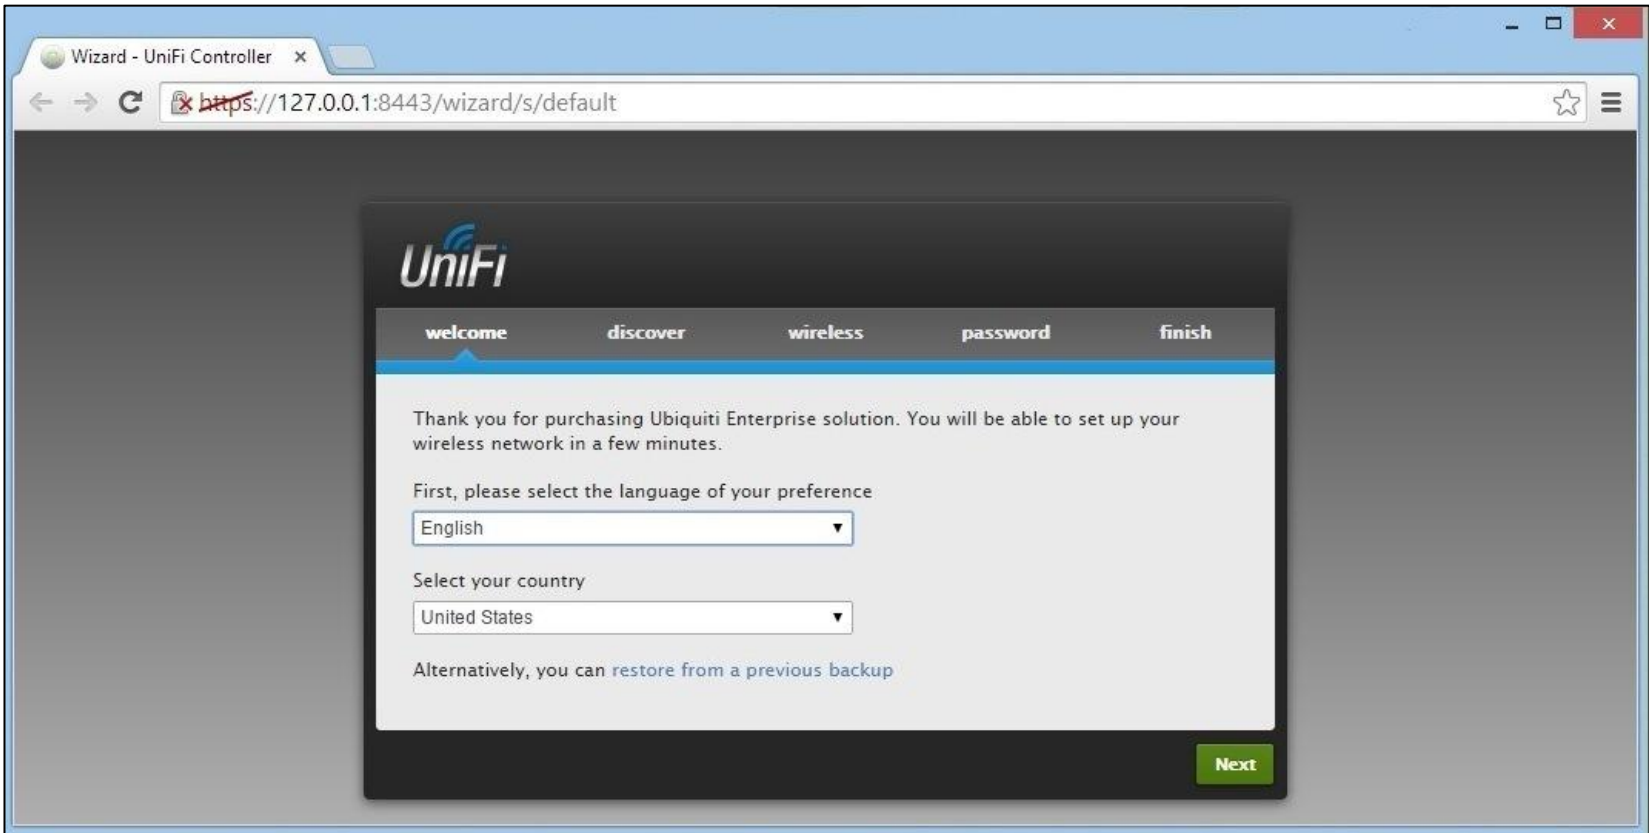 Wizard - UniFi Controller
https://127.0.0.1:8443/wizard/s/default
UniFi
welcome discover wireless password finish
Thank you for purchasing Ubiquiti Enterprise solution. You will be able to set up your
wireless network in a few minutes.
First, please select the language of your preference
English
Select your country
United States
Alternatively, you can restore from a previous backup
Next